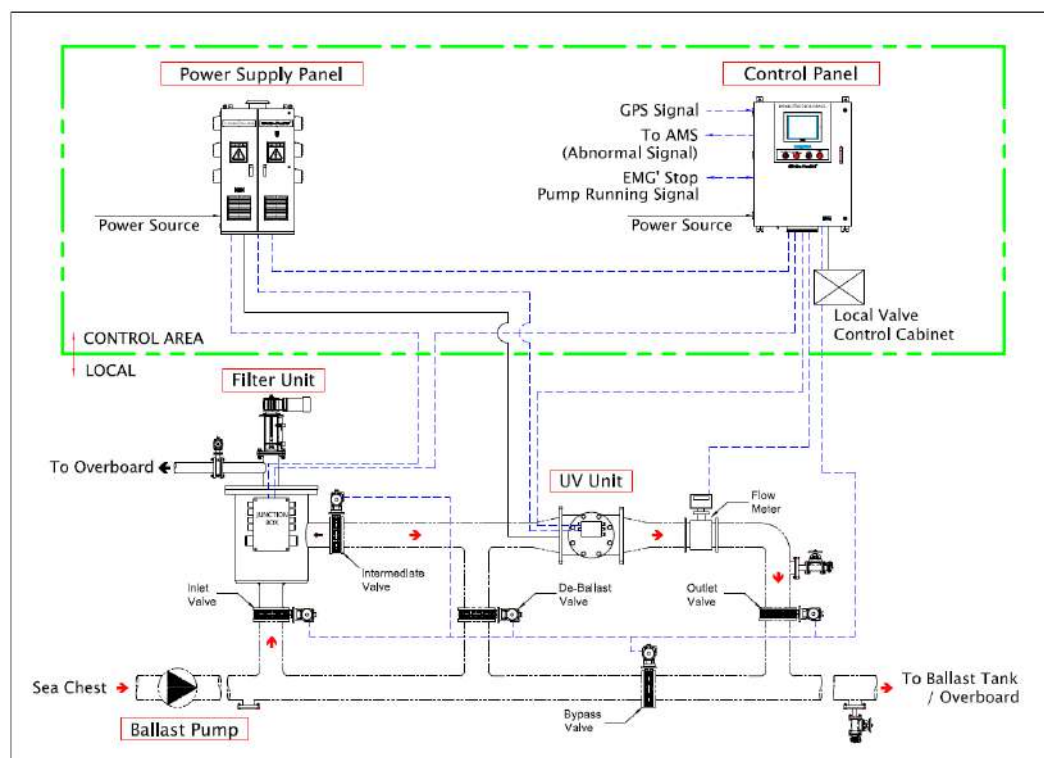 Power Supply Panel
Control Panel
GPS Signal
To AMS
(Abnormal Signal)
EMG' Stop
Pump Running Signal
Power Source
Power Source
Local Valve
Control Cabinet
CONTROL AREA
LOCAL
Filter Unit
To Overboard
UV Unit
JUNCTION
BOX
Flow
Meter
Intermediate
Valve
Inlet
Valve
De-Ballast
Valve
Outlet
Valve
Sea Chest
To Ballast Tank
/ Overboard
Ballast Pump
Bypass
Valve